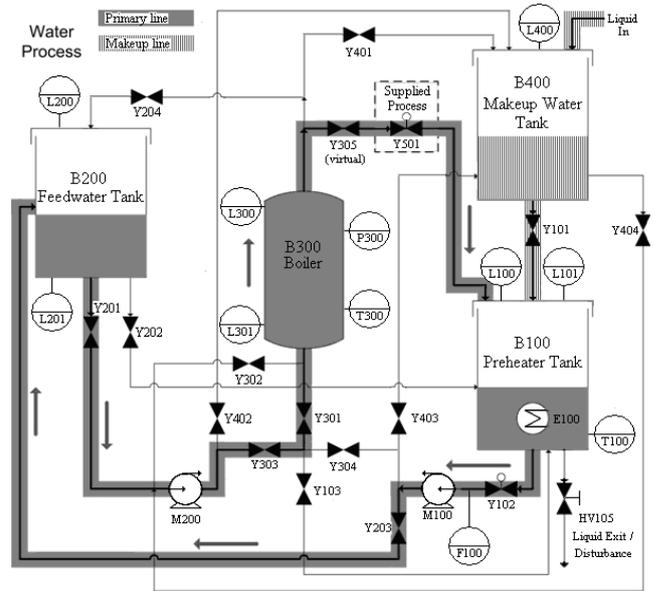 Water
Process
Primary line
Makeup line
L400
Liquid
In
Y401
B400
Makeup Water
Tank
L200
Y204
Supplied
Process
Y305
(virtual)
Y501
B200
Feedwater Tank
L300
P300
B300
Boiler
Y101
Y404
L100
L101
L201
Y201
Y202
L301
T300
B100
Preheater Tank
Y302
Y402
Y301
Y403
E100
T100
Y303
Y304
Y103
M200
M100
Y102
Y203
F100
HV105
Liquid Exit /
Disturbance